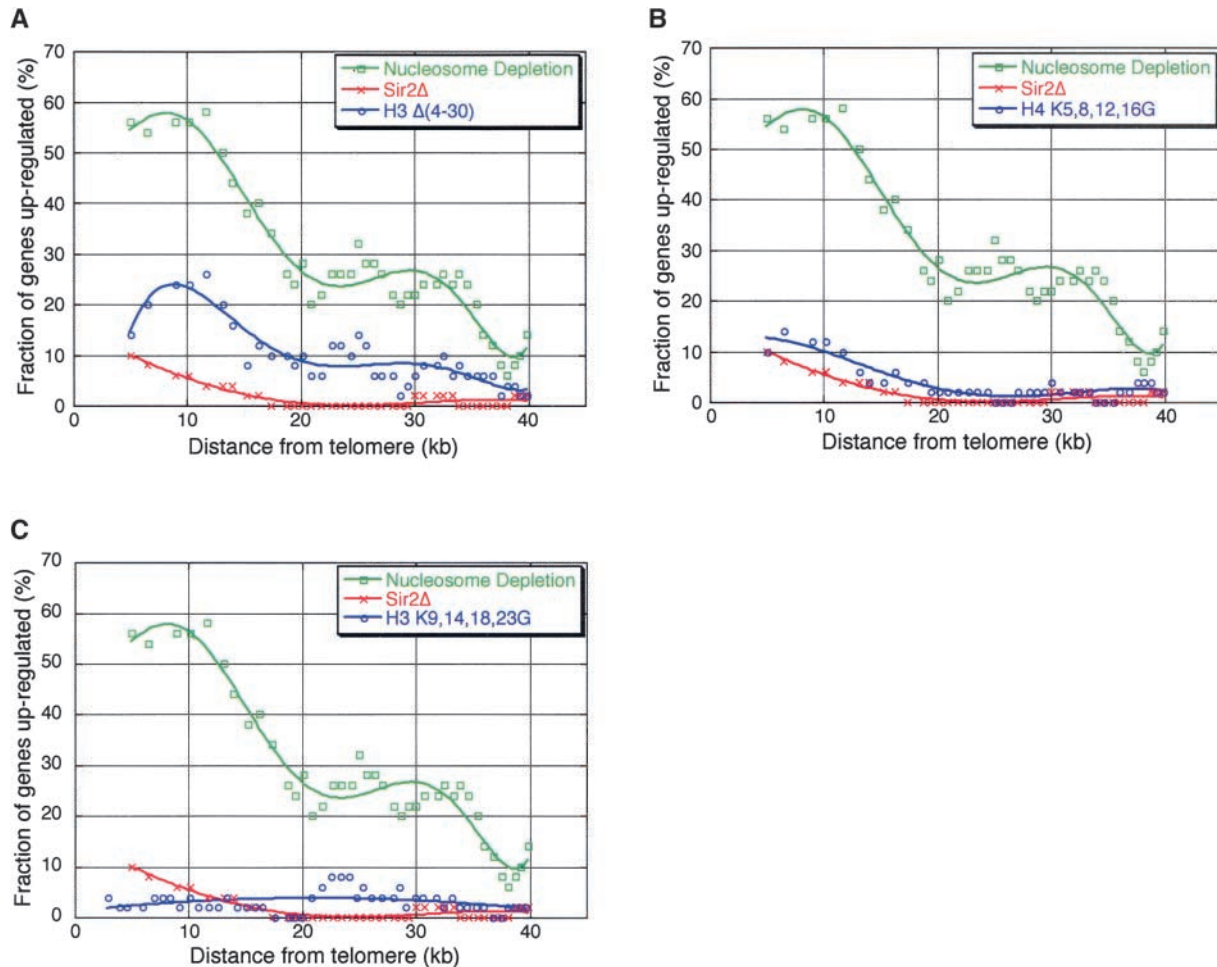 A
Fraction of genes up-regulated (%)
70
60
50
40
30
20
10
0
Nucleosome Depletion
Sir2Δ
H3 Δ(4-30)
0
10
20
30
40
Distance from telomere (kb)
B
Fraction of genes up-regulated (%)
70
60
50
40
30
20
10
0
Nucleosome Depletion
Sir2Δ
H4 K5,8,12,16G
0
10
20
30
40
Distance from telomere (kb)
C
Fraction of genes up-regulated (%)
70
60
50
40
30
20
10
0
Nucleosome Depletion
Sir2Δ
H3 K9,14,18,23G
0
10
20
30
40
Distance from telomere (kb)